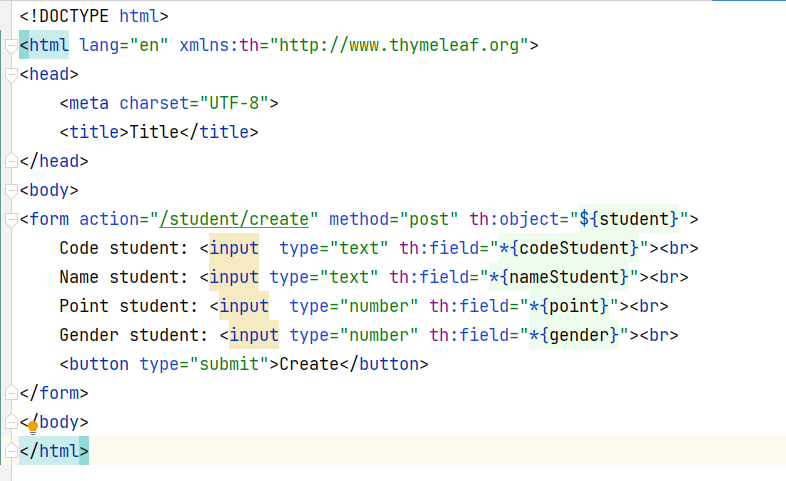 <!DOCTYPE html>
<html lang="en" xmlns:th="http://www.thymeleaf.org">
<head>
    <meta charset="UTF-8">
    <title>Title</title>
</head>
<body>
<form action="/student/create" method="post" th:object="${student}">
    Code student: <input  type="text" th:field="*{codeStudent}"><br>
    Name student: <input type="text" th:field="*{nameStudent}"><br>
    Point student: <input  type="number" th:field="*{point}"><br>
    Gender student: <input type="number" th:field="*{gender}"><br>
    <button type="submit">Create</button>
</form>
</body>
</html>